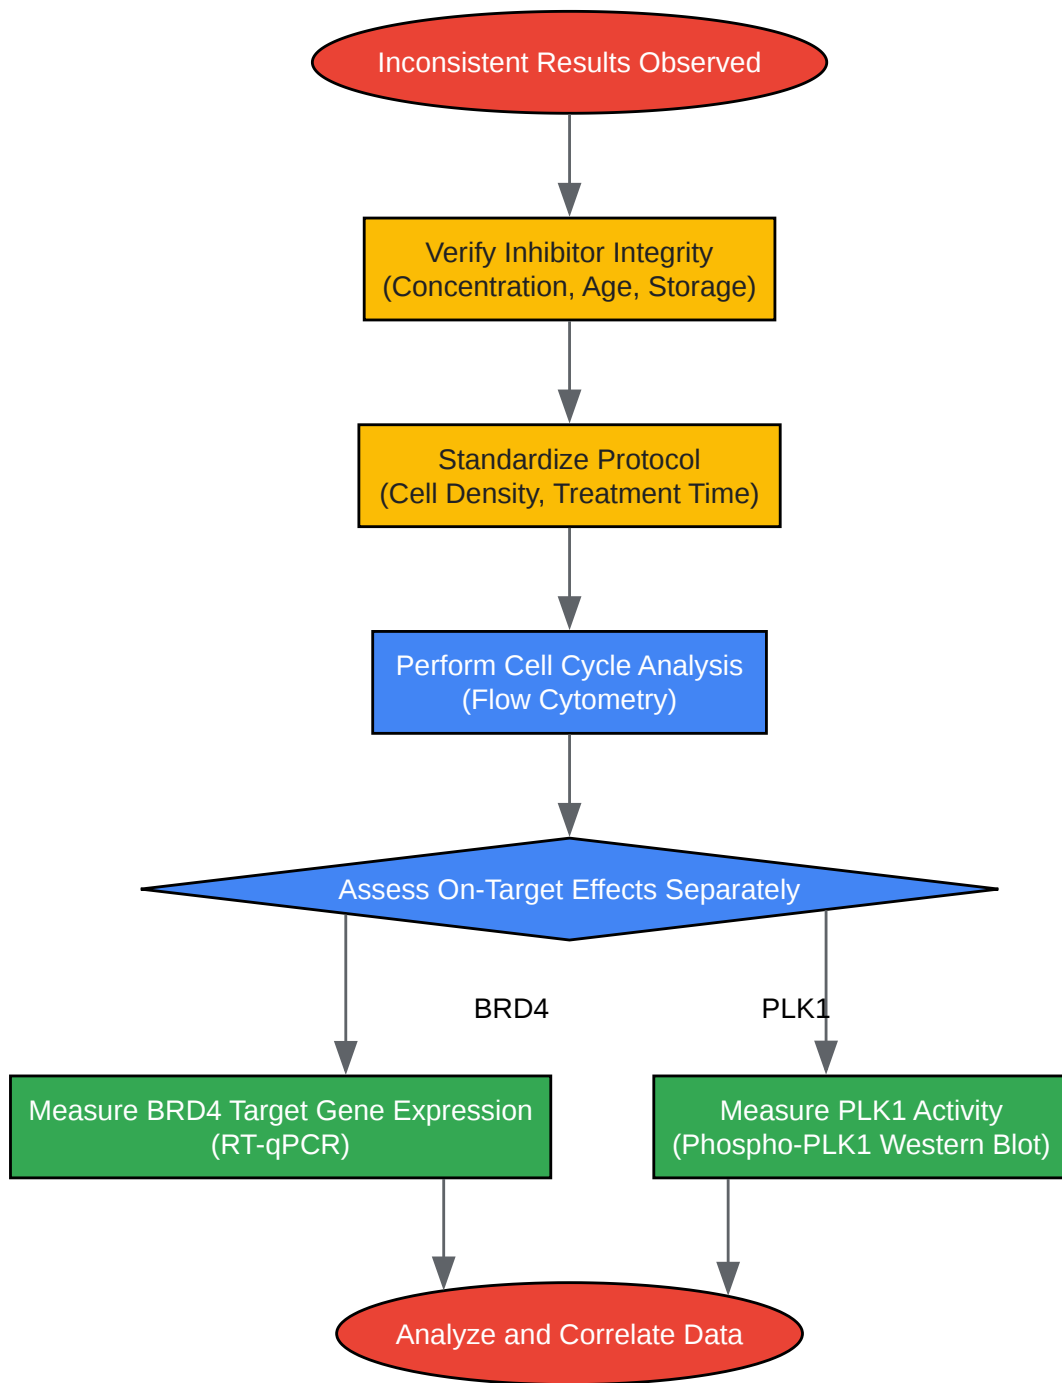 Inconsistent Results Observed
Verify Inhibitor Integrity
(Concentration, Age, Storage)
Standardize Protocol
(Cell Density, Treatment Time)
Perform Cell Cycle Analysis
(Flow Cytometry)
Assess On-Target Effects Separately
BRD4
PLK1
Measure BRD4 Target Gene Expression
(RT-qPCR)
Measure PLK1 Activity
(Phospho-PLK1 Western Blot)
Analyze and Correlate Data